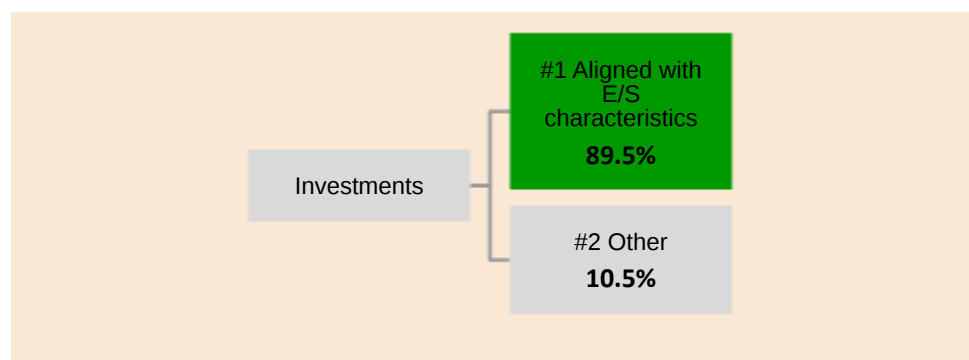 #1 Aligned with
E/S
characteristics
89.5%
Investments
#2 Other
10.5%